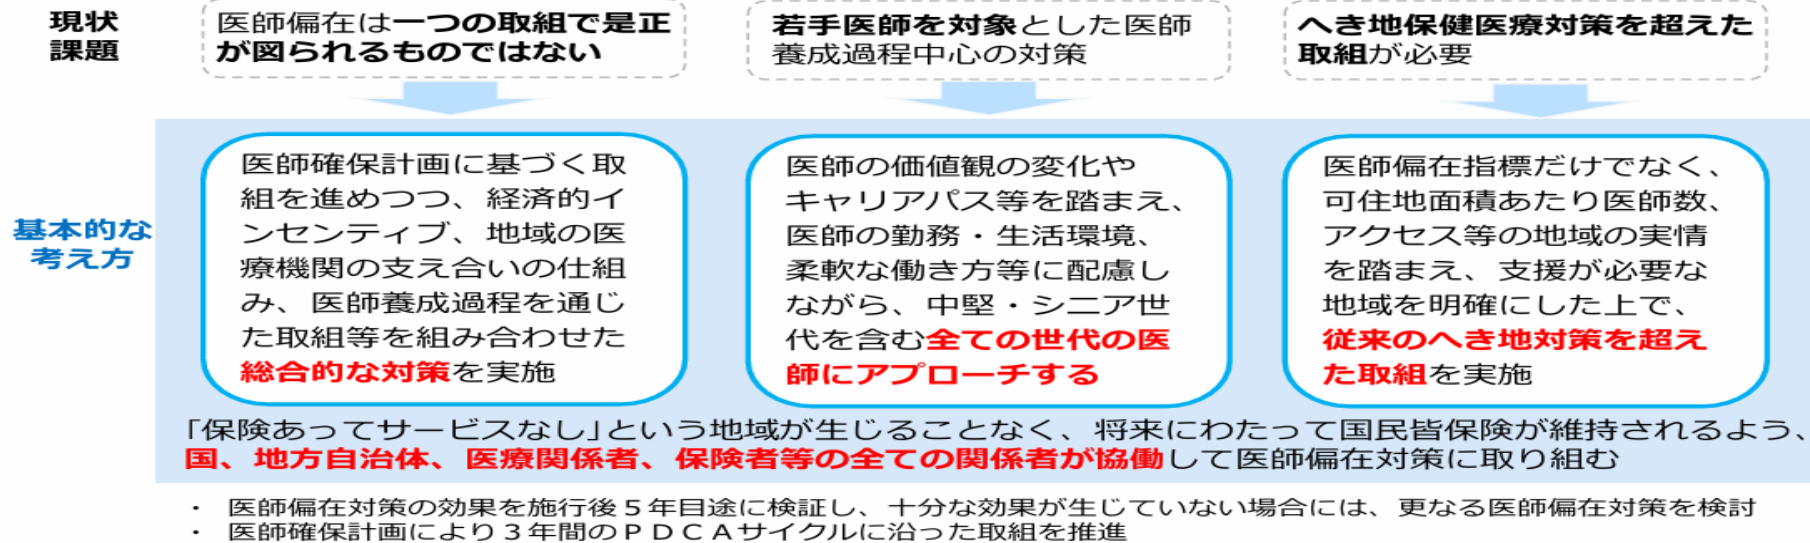 現状
課題
医師偏在は一つの取組で是正
が図られるものではない
若手医師を対象とした医師
養成過程中心の対策
へき地保健医療対策を超えた
取組が必要
基本的な
考え方
医師確保計画に基づく取
組を進めつつ、経済的イ
ンセンティブ、地域の医
療機関の支え合いの仕組
み、医師養成過程を通じ
た取組等を組み合わせた
総合的な対策を実施
医師の価値観の変化や
キャリアパス等を踏まえ、
医師の勤務・生活環境、
柔軟な働き方等に配慮し
ながら、中堅・シニア世
代を含む全ての世代の医
師にアプローチする
医師偏在指標だけでなく、
可住地面積あたり医師数、
アクセス等の地域の実情
を踏まえ、支援が必要な
地域を明確にした上で、
従来のへき地対策を超え
た取組を実施
「保険あってサービスなし」という地域が生じることなく、将来にわたって国民皆保険が維持されるよう、
国、地方自治体、医療関係者、保険者等の全ての関係者が協働して医師偏在対策に取り組む
・ 医師偏在対策の効果を施行後５年目途に検証し、十分な効果が生じていない場合には、更なる医師偏在対策を検討
・ 医師確保計画により３年間のＰＤＣＡサイクルに沿った取組を推進